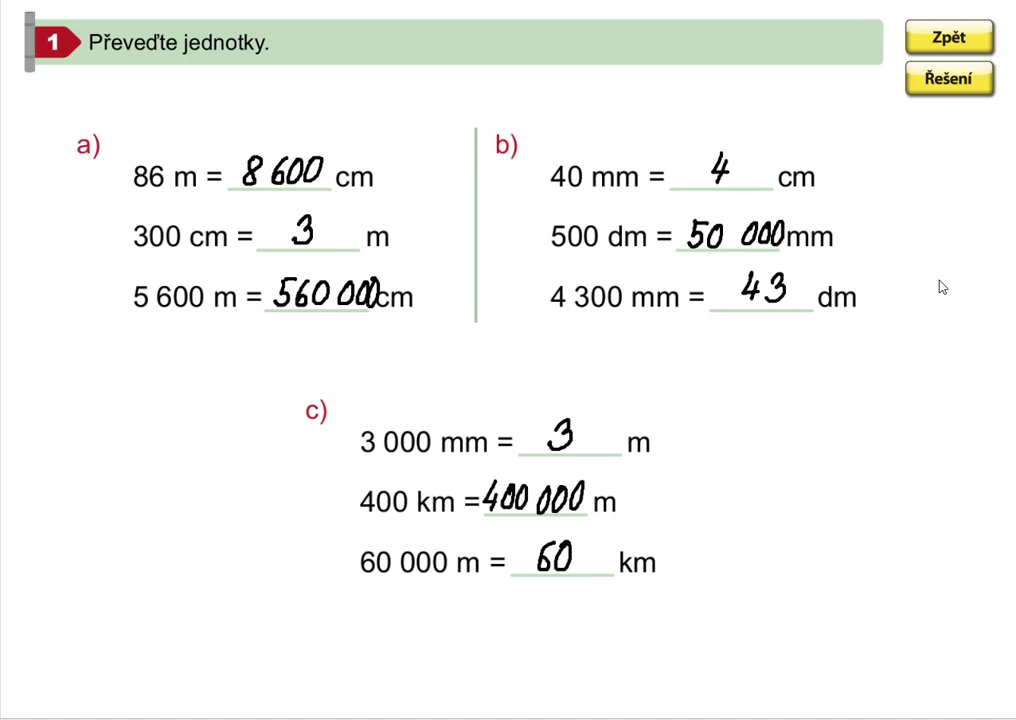 1 Převeďte jednotky.
Zpět
Řešení
a)
86 m = 8 600 cm
300 cm = 3 m
5 600 m = 560 000 cm
b)
40 mm = 4 cm
500 dm = 50 000 mm
4 300 mm = 43 dm
c)
3 000 mm = 3 m
400 km = 400 000 m
60 000 m = 60 km